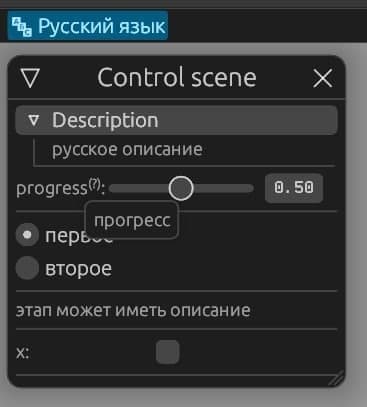 Русский язык
Control scene
Description
русское описание
progress(?): 0.50
прогресс
первое
второе
этап может иметь описание
x: